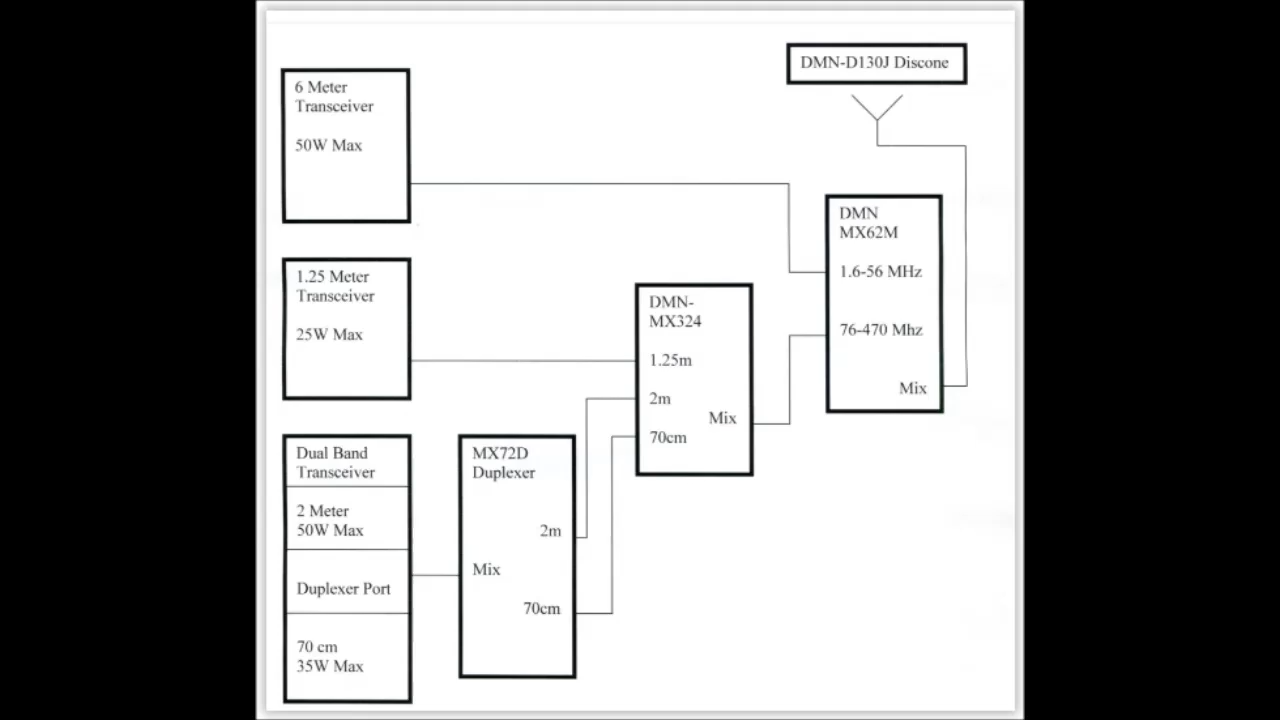 DMN-D130J Discone
6 Meter
Transceiver
50W Max
DMN
MX62M
1.6-56 MHz
76-470 Mhz
Mix
1.25 Meter
Transceiver
25W Max
DMN-
MX324
1.25m
2m
Mix
70cm
Dual Band
Transceiver
2 Meter
50W Max
Duplexer Port
70 cm
35W Max
MX72D
Duplexer
2m
Mix
70cm